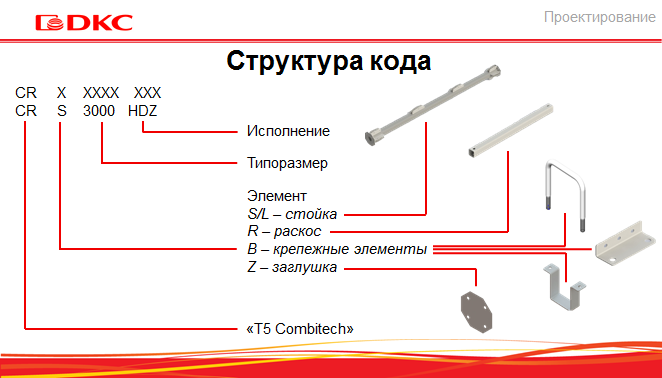 DKC
Проектирование
Структура кода
CR X XXXX XXX
CR S 3000 HDZ
Исполнение
Типоразмер
Элемент
S/L – стойка
R – раскос
B – крепежные элементы
Z – заглушка
«T5 Combitech»